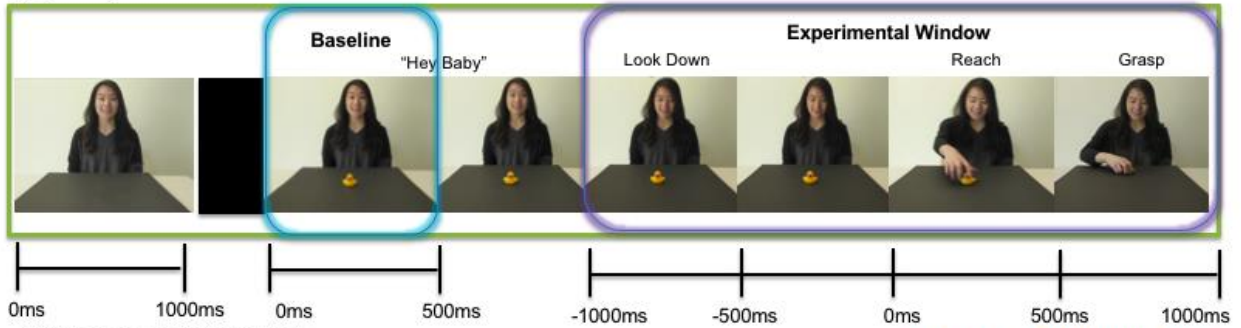 Baseline
Experimental Window
"Hey Baby"
Look Down
Reach
Grasp
0ms
1000ms
0ms
500ms
-1000ms
-500ms
0ms
500ms
1000ms